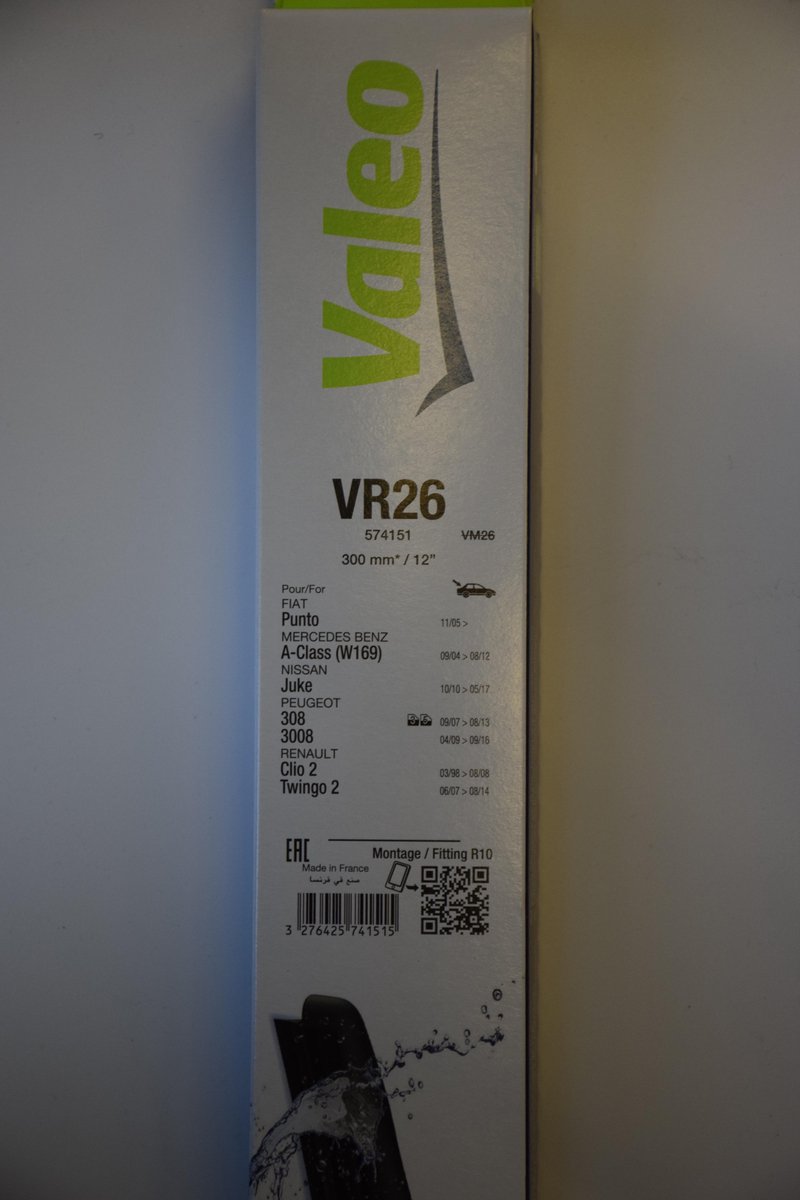 Valeo
VR26
574151 VM26
300 mm* / 12"
Pour/For
FIAT
Punto 11/05 >
MERCEDES BENZ
A-Class (W169) 09/04 > 08/12
NISSAN
Juke 10/10 > 05/17
PEUGEOT
308 09/07 > 08/13
3008 04/09 > 09/16
RENAULT
Clio 2 03/98 > 08/08
Twingo 2 06/07 > 08/14
EAC Montage / Fitting R10
Made in France
صنع في فرنسا
3 276425 741515